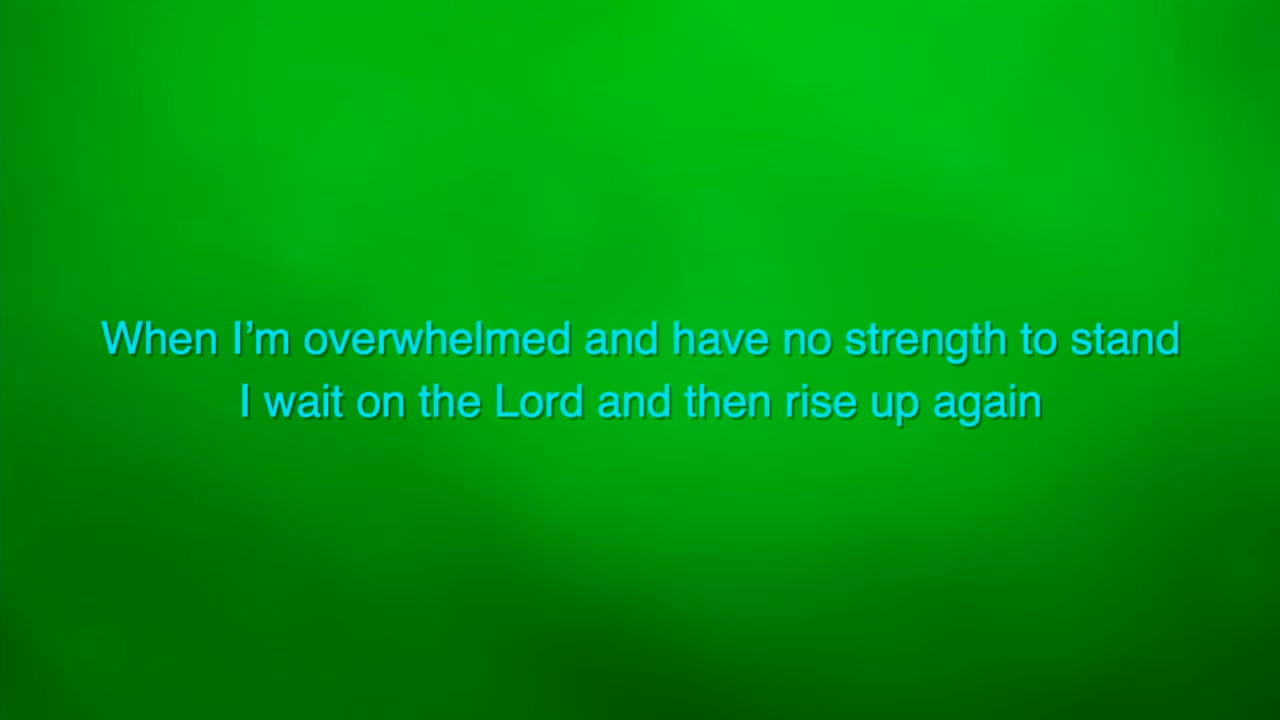 When I’m overwhelmed and have no strength to stand
I wait on the Lord and then rise up again